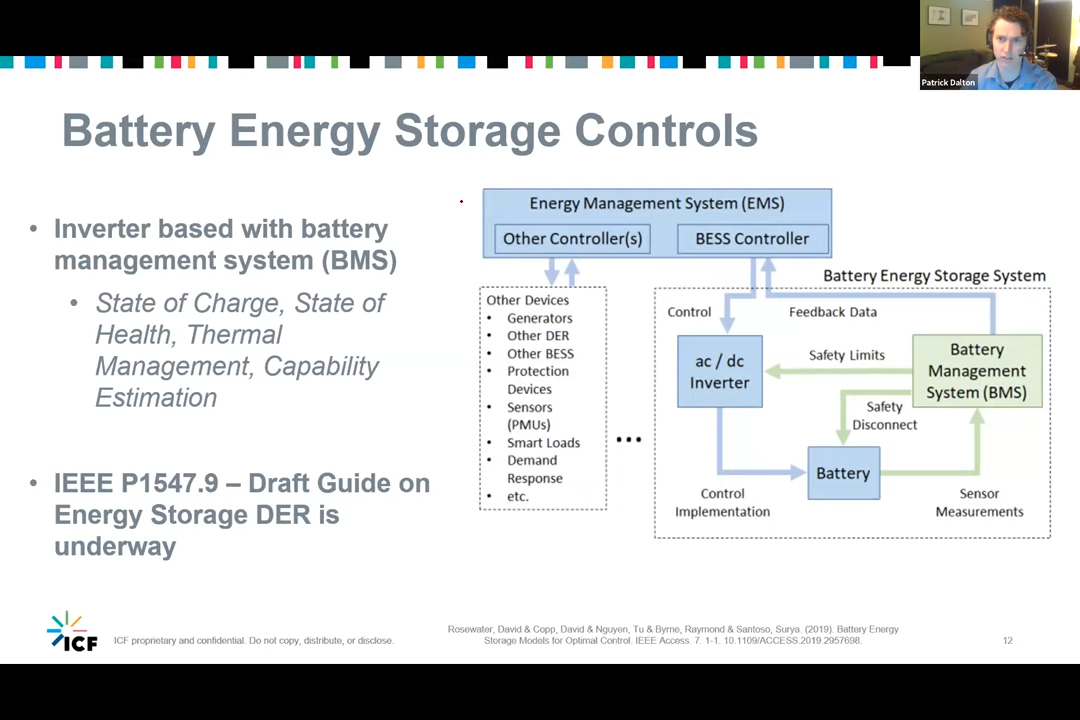 Patrick Dalton
Battery Energy Storage Controls
• Inverter based with battery
management system (BMS)
• State of Charge, State of
Health, Thermal
Management, Capability
Estimation
• IEEE P1547.9 – Draft Guide on
Energy Storage DER is
underway
Energy Management System (EMS)
Other Controller(s)
BESS Controller
Other Devices
• Generators
• Other DER
• Other BESS
• Protection
Devices
• Sensors
(PMUs)
• Smart Loads
• Demand
Response
• etc.
•••
Battery Energy Storage System
Control
Feedback Data
ac / dc
Inverter
Safety Limits
Battery
Management
System (BMS)
Safety
Disconnect
Battery
Control
Implementation
Sensor
Measurements
ICF
ICF proprietary and confidential. Do not copy, distribute, or disclose.
Rosewater, David & Copp, David & Nguyen, Tu & Byrne, Raymond & Santoso, Surya. (2019). Battery Energy
Storage Models for Optimal Control. IEEE Access. 7. 1-1. 10.1109/ACCESS.2019.2957698.
12